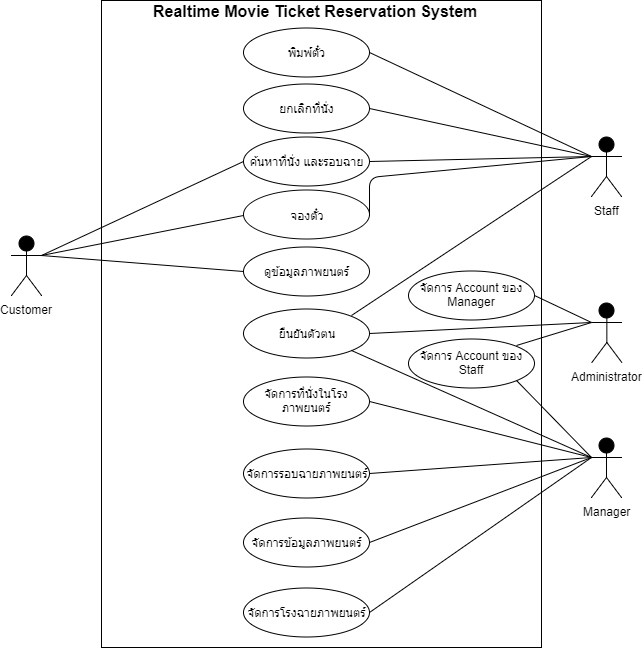 Realtime Movie Ticket Reservation System
พิมพ์ตั๋ว
ยกเลิกที่นั่ง
ค้นหาที่นั่ง และรอบฉาย
จองตั๋ว
Staff
Customer
ดูข้อมูลภาพยนตร์
จัดการ Account ของ
Manager
ยืนยันตัวตน
จัดการ Account ของ
Staff
Administrator
จัดการที่นั่งในโรง
ภาพยนตร์
จัดการรอบฉายภาพยนตร์
Manager
จัดการข้อมูลภาพยนตร์
จัดการโรงฉายภาพยนตร์